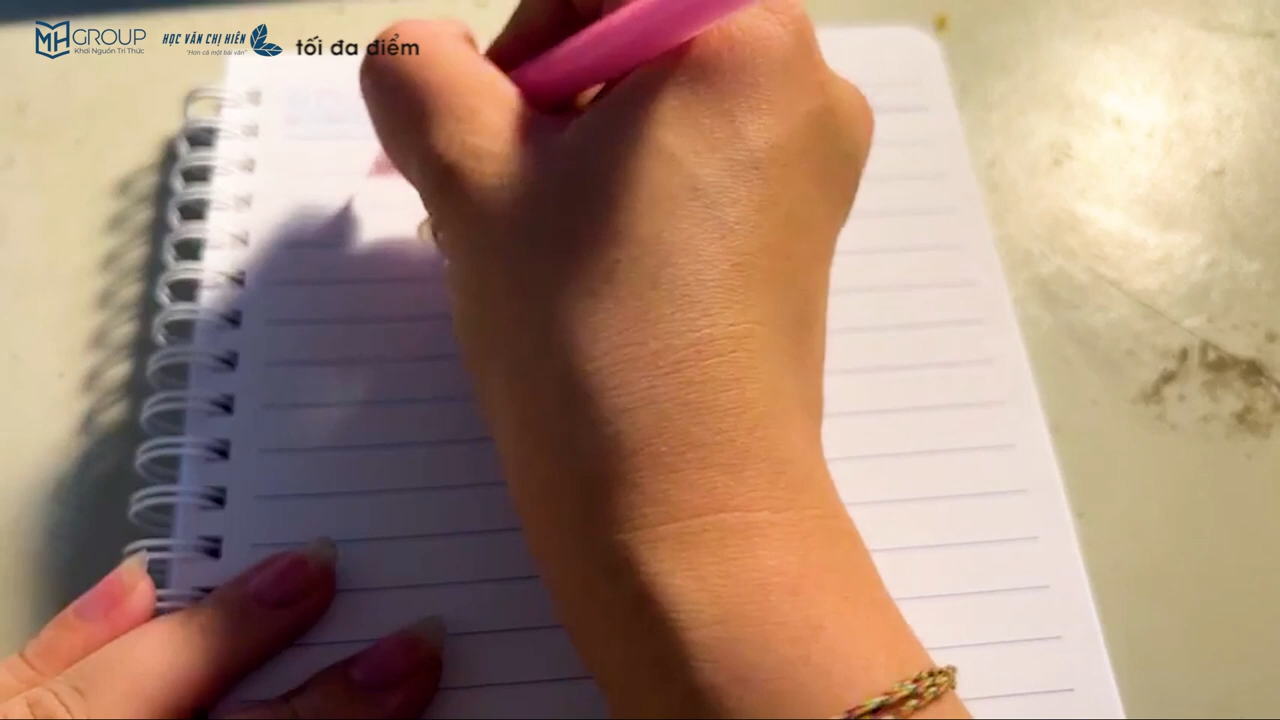 MH GROUP
Khơi Nguồn Tri Thức
HỌC VĂN CHỊ HIÊN
"Hơn cả một bài văn"
tối đa điểm